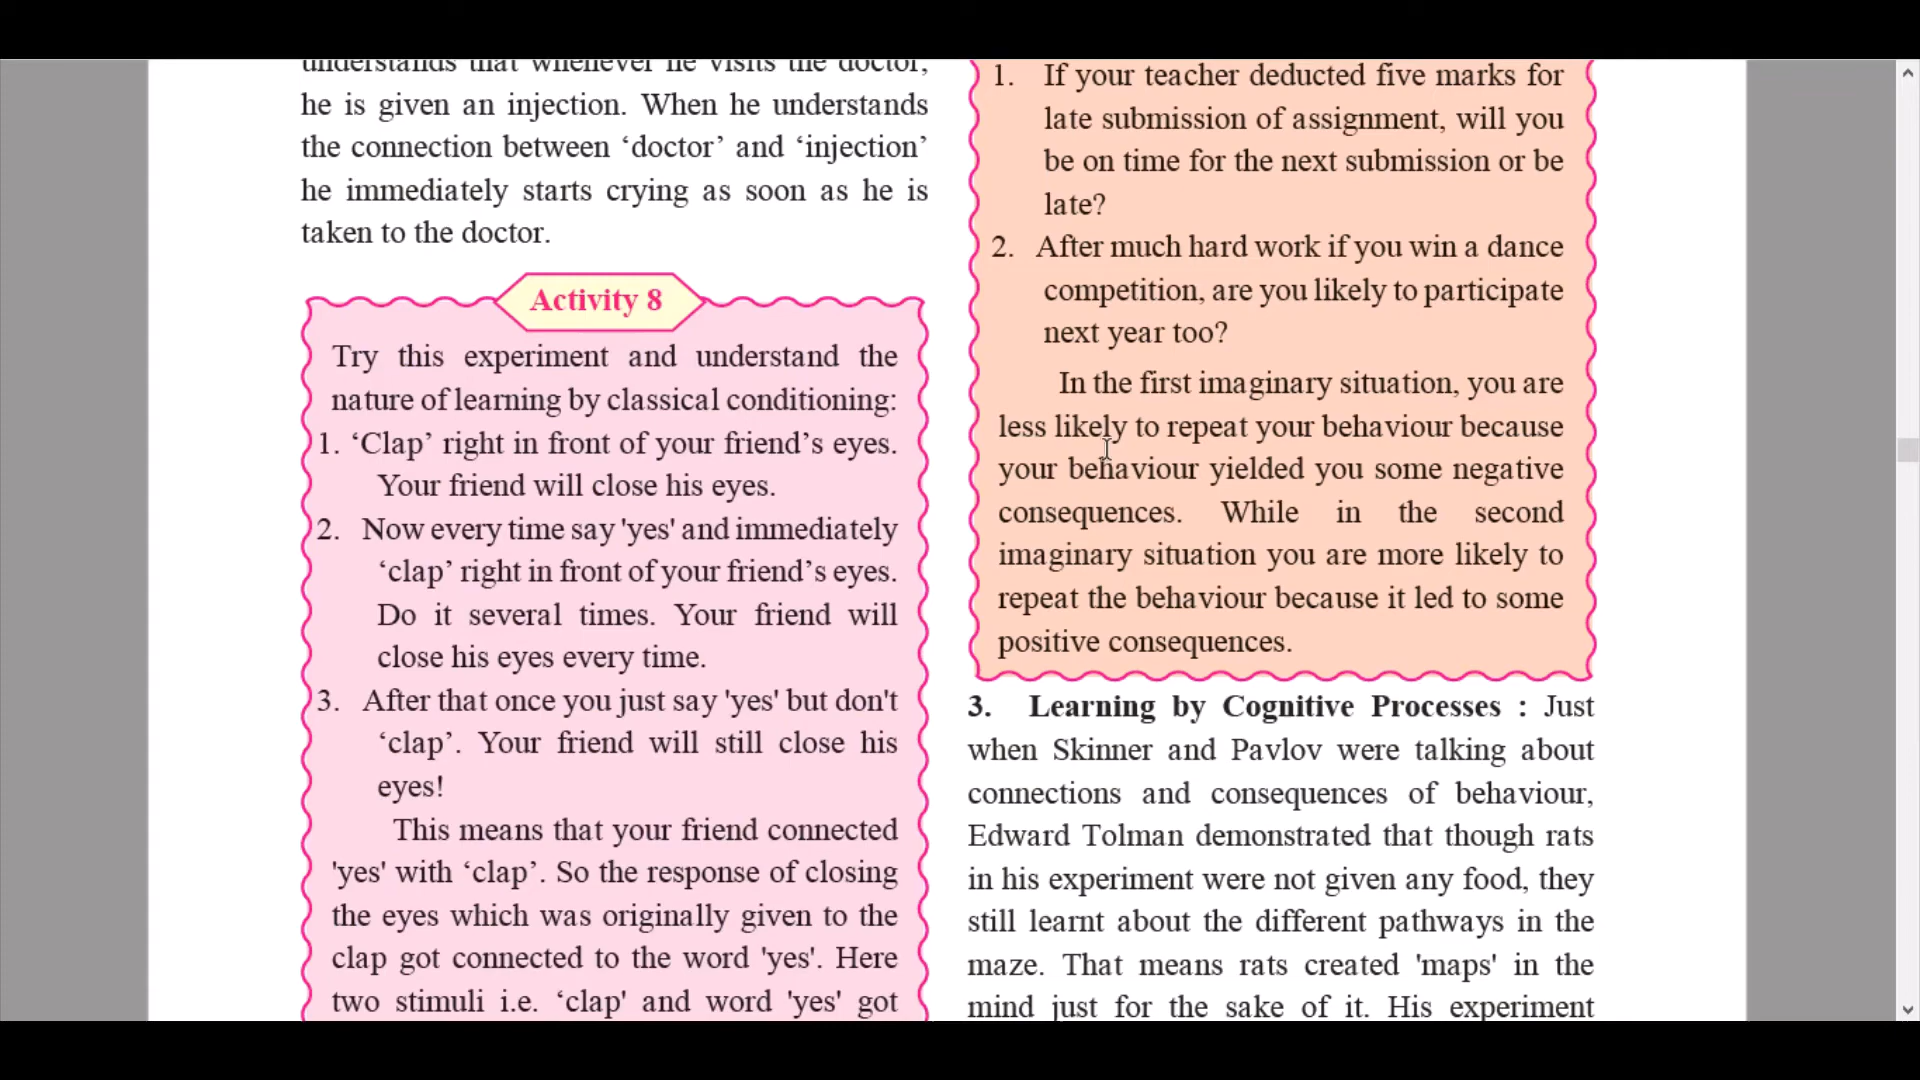 understands that whenever he visits the doctor,
he is given an injection. When he understands
the connection between ‘doctor’ and ‘injection’
he immediately starts crying as soon as he is
taken to the doctor.
Activity 8
Try this experiment and understand the
nature of learning by classical conditioning:
1. ‘Clap’ right in front of your friend’s eyes.
Your friend will close his eyes.
2. Now every time say 'yes' and immediately
‘clap’ right in front of your friend’s eyes.
Do it several times. Your friend will
close his eyes every time.
3. After that once you just say 'yes' but don't
‘clap’. Your friend will still close his
eyes!
This means that your friend connected
'yes' with ‘clap’. So the response of closing
the eyes which was originally given to the
clap got connected to the word 'yes'. Here
two stimuli i.e. ‘clap' and word 'yes' got
1. If your teacher deducted five marks for
late submission of assignment, will you
be on time for the next submission or be
late?
2. After much hard work if you win a dance
competition, are you likely to participate
next year too?
In the first imaginary situation, you are
less likely to repeat your behaviour because
your behaviour yielded you some negative
consequences. While in the second
imaginary situation you are more likely to
repeat the behaviour because it led to some
positive consequences.
3. Learning by Cognitive Processes : Just
when Skinner and Pavlov were talking about
connections and consequences of behaviour,
Edward Tolman demonstrated that though rats
in his experiment were not given any food, they
still learnt about the different pathways in the
maze. That means rats created 'maps' in the
mind just for the sake of it. His experiment